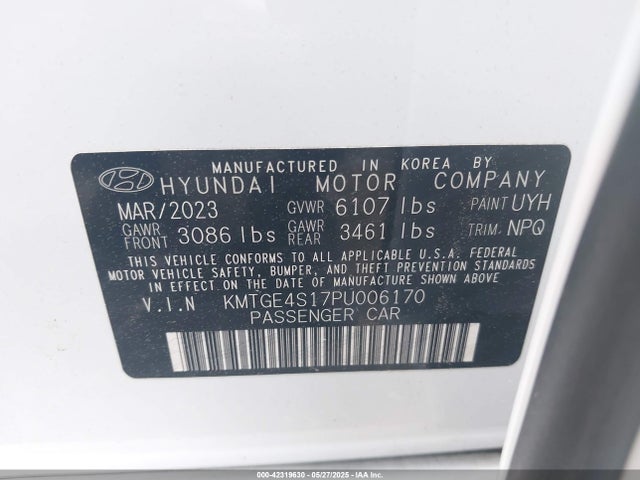 MANUFACTURED IN KOREA BY
HYUNDAI MOTOR COMPANY
MAR/2023 GVWR 6107 lbs PAINT UYH
GAWR FRONT 3086 lbs GAWR REAR 3461 lbs TRIM. NPQ
THIS VEHICLE CONFORMS TO ALL APPLICABLE U.S.A. FEDERAL
MOTOR VEHICLE SAFETY, BUMPER, AND THEFT PREVENTION STANDARDS
IN EFFECT ON THE DATE OF MANUFACTURE SHOWN ABOVE
V.I.N KMTGE4S17PU006170
PASSENGER CAR
000-42319630 - 05/27/2025 - IAAI.COM